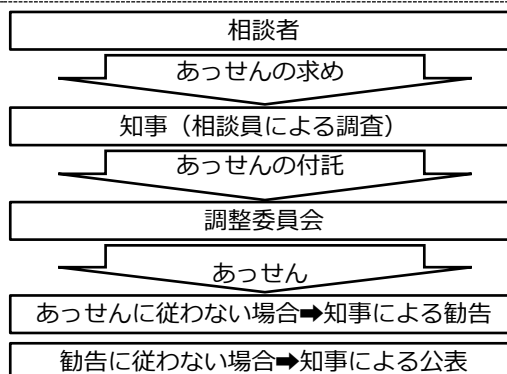 相談者
あっせんの求め
知事（相談員による調査）
あっせんの付託
調整委員会
あっせん
あっせんに従わない場合➡知事による勧告
勧告に従わない場合➡知事による公表